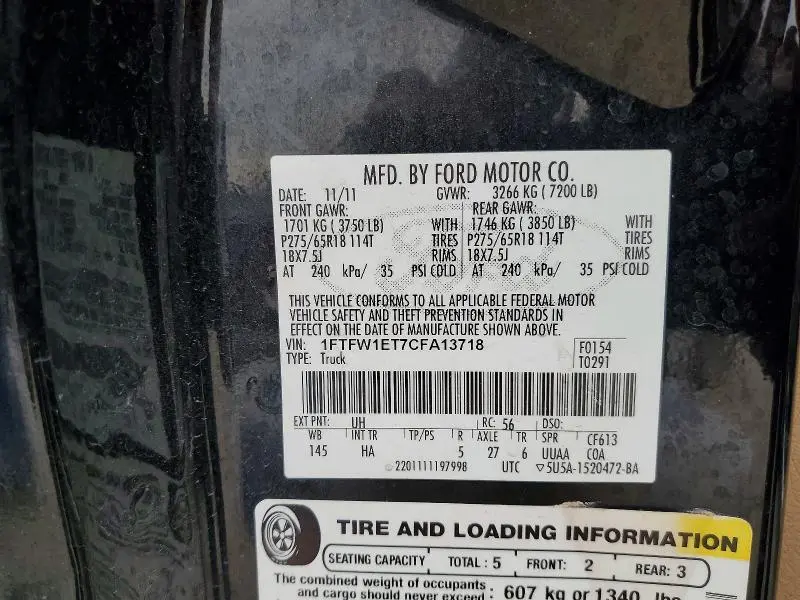 MFD. BY FORD MOTOR CO.
DATE: 11/11 GVWR: 3266 KG ( 7200 LB)
FRONT GAWR: REAR GAWR:
1701 KG ( 3750 LB) WITH 1746 KG ( 3850 LB) WITH
P275/65R18 114T TIRES P275/65R18 114T TIRES
18X7.5J RIMS 18X7.5J RIMS
AT 240 kPa/ 35 PSI COLD AT 240 kPa/ 35 PSI COLD
THIS VEHICLE CONFORMS TO ALL APPLICABLE FEDERAL MOTOR
VEHICLE SAFETY AND THEFT PREVENTION STANDARDS IN
EFFECT ON THE DATE OF MANUFACTURE SHOWN ABOVE.
VIN: 1FTFW1ET7CFA13718 F0154
TYPE: Truck T0291
EXT PNT: UH RC: 56 DSO:
WB INT TR TP/PS R AXLE TR SPR CF613
145 HA 5 27 6 UUAA COA
2201111197998 UTC ▽5U5A-1520472-BA
TIRE AND LOADING INFORMATION
SEATING CAPACITY TOTAL : 5 FRONT: 2 REAR: 3
The combined weight of occupants
and cargo should never exceed : 607 kg or 1340 lbs